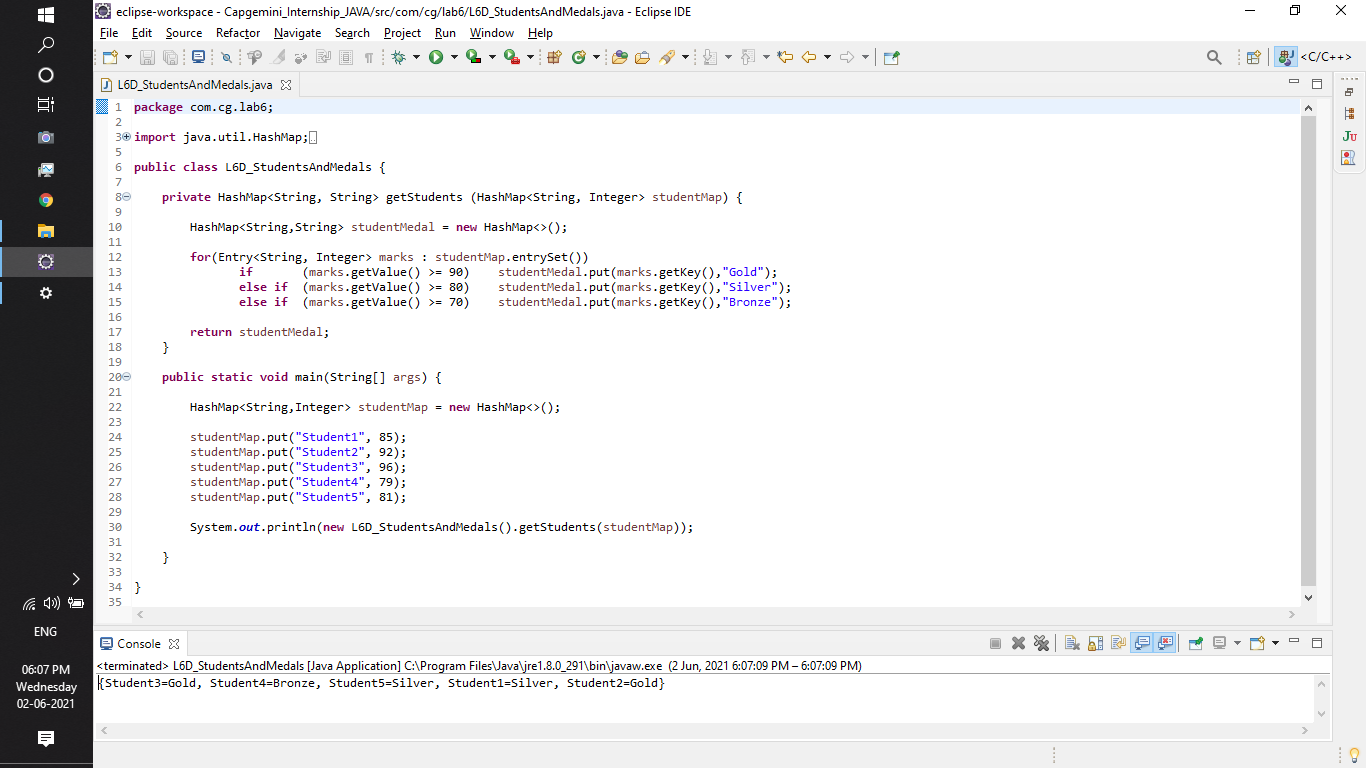 eclipse-workspace - Capgemini_Internship_JAVA/src/com/cg/lab6/L6D_StudentsAndMedals.java - Eclipse IDE
File Edit Source Refactor Navigate Search Project Run Window Help
<C/C++>
L6D_StudentsAndMedals.java
1 package com.cg.lab6;
2
3 import java.util.HashMap;
5
6 public class L6D_StudentsAndMedals {
7
8 private HashMap<String, String> getStudents (HashMap<String, Integer> studentMap) {
9
10 HashMap<String,String> studentMedal = new HashMap<>();
11
12 for(Entry<String, Integer> marks : studentMap.entrySet())
13 if (marks.getValue() >= 90) studentMedal.put(marks.getKey(),"Gold");
14 else if (marks.getValue() >= 80) studentMedal.put(marks.getKey(),"Silver");
15 else if (marks.getValue() >= 70) studentMedal.put(marks.getKey(),"Bronze");
16
17 return studentMedal;
18 }
19
20 public static void main(String[] args) {
21
22 HashMap<String,Integer> studentMap = new HashMap<>();
23
24 studentMap.put("Student1", 85);
25 studentMap.put("Student2", 92);
26 studentMap.put("Student3", 96);
27 studentMap.put("Student4", 79);
28 studentMap.put("Student5", 81);
29
30 System.out.println(new L6D_StudentsAndMedals().getStudents(studentMap));
31
32 }
33
34 }
35
Console
<terminated> L6D_StudentsAndMedals [Java Application] C:\Program Files\Java\jre1.8.0_291\bin\javaw.exe (2 Jun, 2021 6:07:09 PM – 6:07:09 PM)
{Student3=Gold, Student4=Bronze, Student5=Silver, Student1=Silver, Student2=Gold}
ENG
06:07 PM
Wednesday
02-06-2021